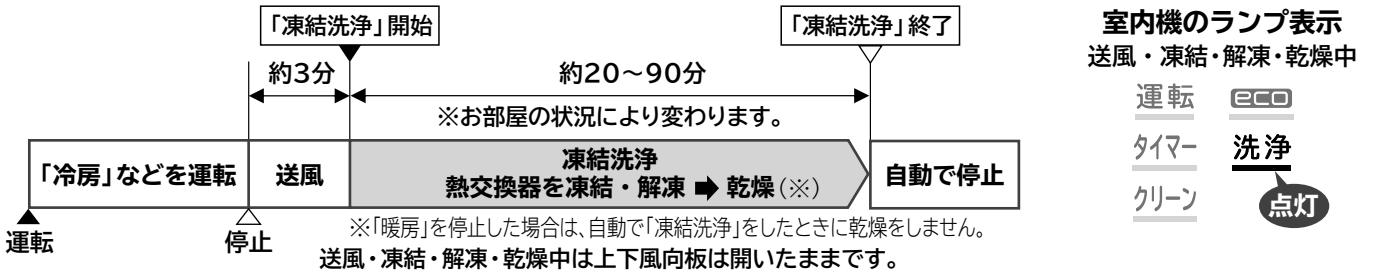 「凍結洗浄」開始
「凍結洗浄」終了
約3分
約20～90分
※お部屋の状況により変わります。
「冷房」などを運転
送風
凍結洗浄
熱交換器を凍結・解凍 ➡ 乾燥(※)
自動で停止
運転
停止
※「暖房」を停止した場合は、自動で「凍結洗浄」をしたときに乾燥をしません。
送風・凍結・解凍・乾燥中は上下風向板は開いたままです。
室内機のランプ表示
送風・凍結・解凍・乾燥中
運転 eco
タイマー 洗浄
クリーン 点灯